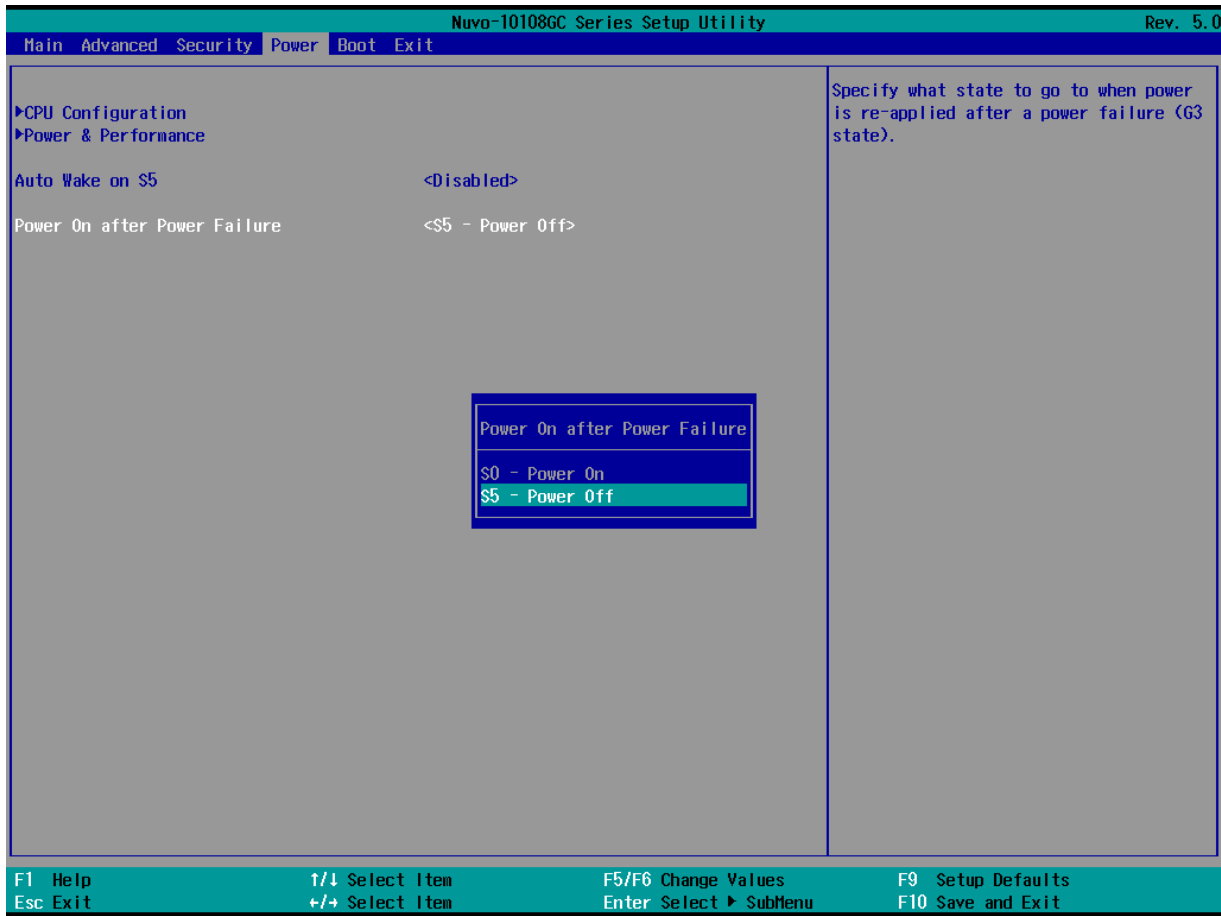 Nuvo-10108GC Series Setup Utility Rev. 5.0
Main Advanced Security Power Boot Exit
▶CPU Configuration
▶Power & Performance
Auto Wake on S5 <Disabled>
Power On after Power Failure <S5 - Power Off>
Specify what state to go to when power
is re-applied after a power failure (G3
state).
Power On after Power Failure
S0 - Power On
S5 - Power Off
F1 Help ↑/↓ Select Item F5/F6 Change Values F9 Setup Defaults
Esc Exit ←/→ Select Item Enter Select ▶ SubMenu F10 Save and Exit